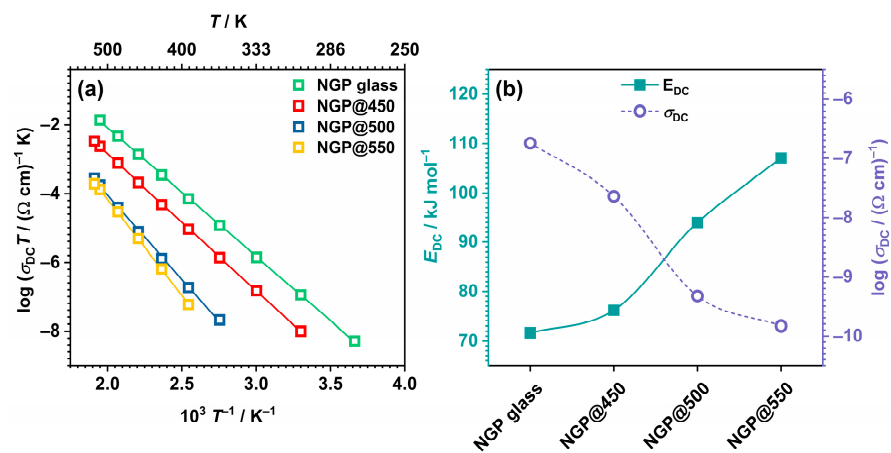 T / K
500 400 333 286 250
(a)
NGP glass
NGP@450
NGP@500
NGP@550
log (σDC T / (Ω cm)⁻¹ K)
−2
−4
−6
−8
2.0 2.5 3.0 3.5 4.0
10³ T⁻¹ / K⁻¹
(b)
EDC
σDC
EDC / kJ mol⁻¹
120
110
100
90
80
70
log (σDC / (Ω cm)⁻¹)
−6
−7
−8
−9
−10
NGP glass
NGP@450
NGP@500
NGP@550